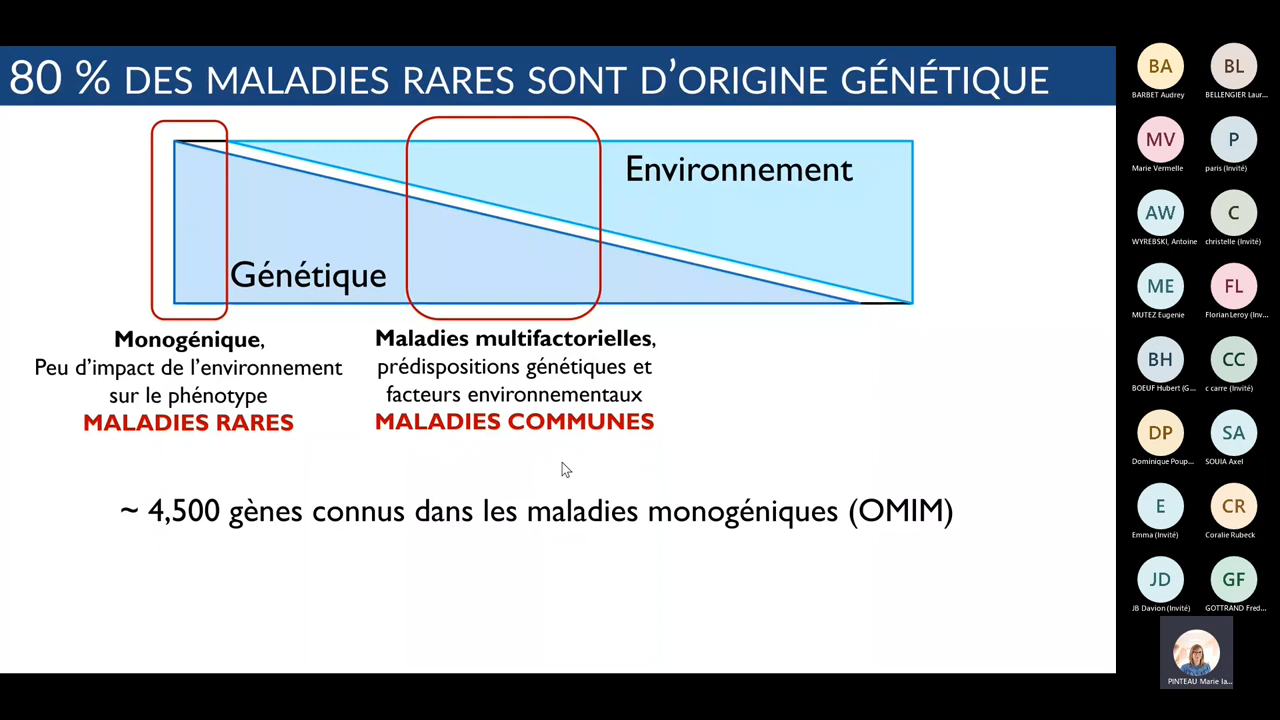 80 % DES MALADIES RARES SONT D'ORIGINE GÉNÉTIQUE
Environnement
Génétique
Monogénique,
Peu d'impact de l'environnement
sur le phénotype
MALADIES RARES
Maladies multifactorielles,
prédispositions génétiques et
facteurs environnementaux
MALADIES COMMUNES
~ 4,500 gènes connus dans les maladies monogéniques (OMIM)
BA
BARBET Audrey
BL
BELLENGIER Laur...
MV
Marie Vermelle
P
paris (Invité)
AW
WYREBSKI, Antoine
C
christelle (Invité)
ME
MUTEZ Eugenie
FL
Florian Leroy (Inv...
BH
BOEUF Hubert (G...
CC
c carre (Invité)
DP
Dominique Poup...
SA
SOUIA Axel
E
Emma (Invité)
CR
Coralie Rubeck
JD
JB Davion (Invité)
GF
GOTTRAND Fred...
PINTEAU Marie la...